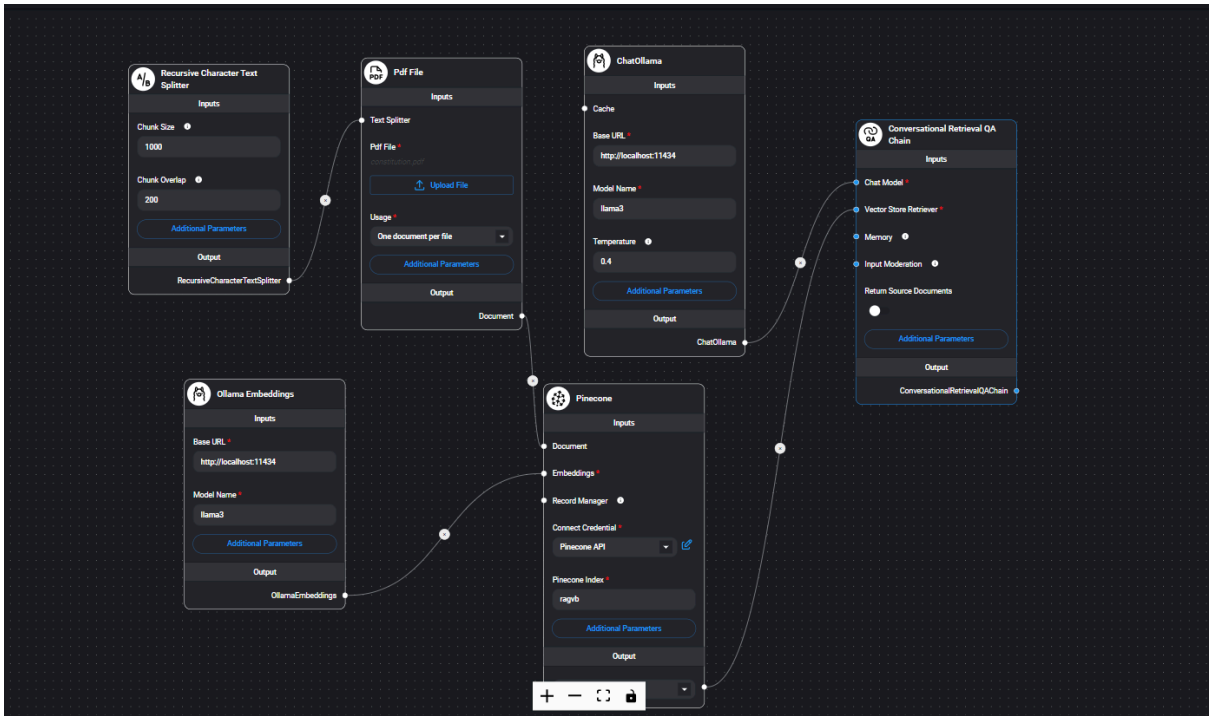 Recursive Character Text
Splitter
Inputs
Chunk Size
1000
Chunk Overlap
200
Additional Parameters
Output
RecursiveCharacterTextSplitter
Pdf File
Inputs
Text Splitter
Pdf File *
constitution.pdf
Upload File
Usage *
One document per file
Additional Parameters
Output
Document
ChatOllama
Inputs
Cache
Base URL *
http://localhost:11434
Model Name *
llama3
Temperature
0.4
Additional Parameters
Output
ChatOllama
Conversational Retrieval QA
Chain
Inputs
Chat Model *
Vector Store Retriever *
Memory
Input Moderation
Return Source Documents
Additional Parameters
Output
ConversationalRetrievalQAChain
Ollama Embeddings
Inputs
Base URL *
http://localhost:11434
Model Name *
llama3
Additional Parameters
Output
OllamaEmbeddings
Pinecone
Inputs
Document
Embeddings *
Record Manager
Connect Credential *
Pinecone API
Pinecone Index *
ragvb
Additional Parameters
Output